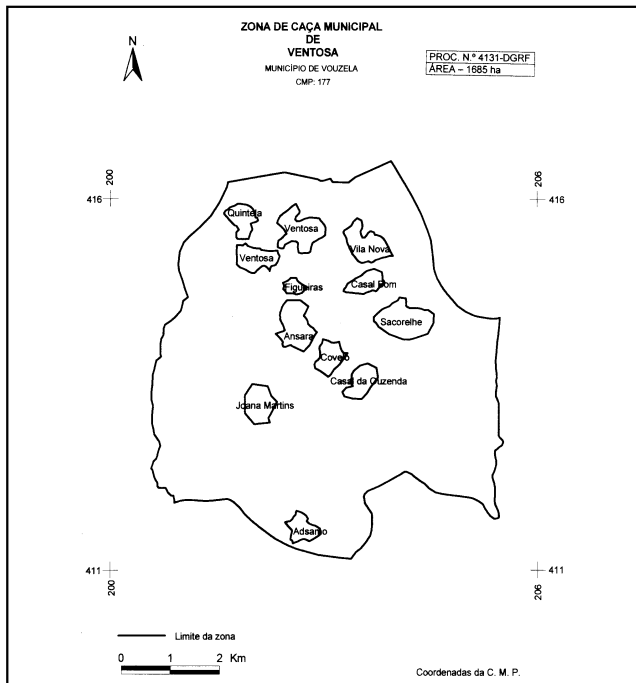 ZONA DE CAÇA MUNICIPAL
DE
VENTOSA
MUNICÍPIO DE VOUZELA
CMP: 177
N
PROC. N.º 4131-DGRF
ÁREA – 1685 ha
200
206
416
416
Quintela
Ventosa
Vila Nova
Ventosa
Figueiras
Casal Bom
Sacorelhe
Ansara
Covelo
Casal da Ouzenda
Joana Martins
Adsamo
411
411
200
206
Limite da zona
0 1 2 Km
Coordenadas da C. M. P.